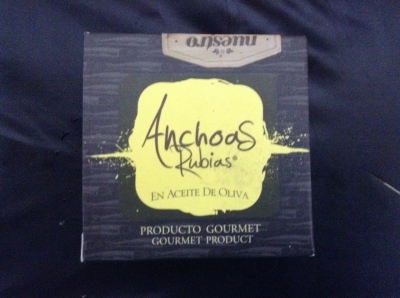 nuestro
Anchoas
Rubias®
EN ACEITE DE OLIVA
PRODUCTO GOURMET
GOURMET PRODUCT